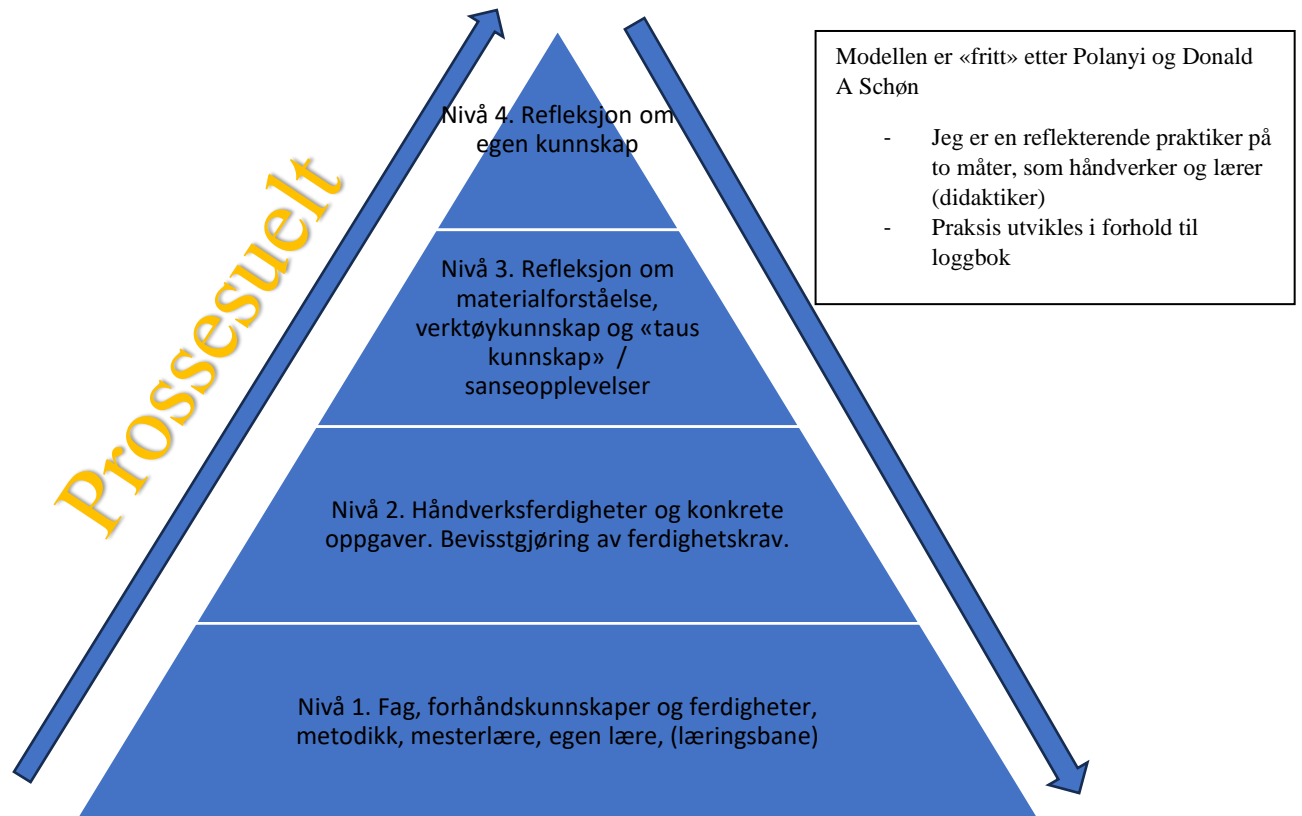 Prossesuelt
Nivå 4. Refleksjon om
egen kunnskap
Nivå 3. Refleksjon om
materialforståelse,
verktøykunnskap og «taus
kunnskap» /
sanseopplevelser
Nivå 2. Håndverksferdigheter og konkrete
oppgaver. Bevisstgjøring av ferdighetskrav.
Nivå 1. Fag, forhåndskunnskaper og ferdigheter,
metodikk, mesterlære, egen lære, (læringsbane)
Modellen er «fritt» etter Polanyi og Donald
A Schøn
- Jeg er en reflekterende praktiker på
to måter, som håndverker og lærer
(didaktiker)
- Praksis utvikles i forhold til
loggbok